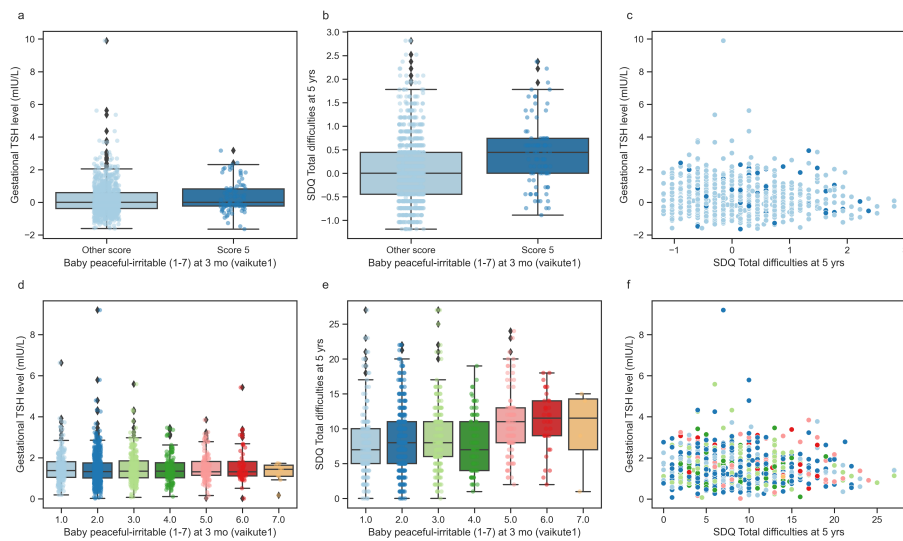 a
b
c
Gestational TSH level (mIU/L)
10
8
6
4
2
0
−2
Other score
Score 5
Baby peaceful-irritable (1-7) at 3 mo (vaikute1)
SDQ Total difficulties at 5 yrs
3.0
2.5
2.0
1.5
1.0
0.5
0.0
−0.5
−1.0
Other score
Score 5
Baby peaceful-irritable (1-7) at 3 mo (vaikute1)
Gestational TSH level (mIU/L)
10
8
6
4
2
0
−2
−1
0
1
2
SDQ Total difficulties at 5 yrs
d
e
f
Gestational TSH level (mIU/L)
8
6
4
2
0
1.0
2.0
3.0
4.0
5.0
6.0
7.0
Baby peaceful-irritable (1-7) at 3 mo (vaikute1)
SDQ Total difficulties at 5 yrs
25
20
15
10
5
0
1.0
2.0
3.0
4.0
5.0
6.0
7.0
Baby peaceful-irritable (1-7) at 3 mo (vaikute1)
Gestational TSH level (mIU/L)
10
8
6
4
2
0
0
5
10
15
20
25
SDQ Total difficulties at 5 yrs